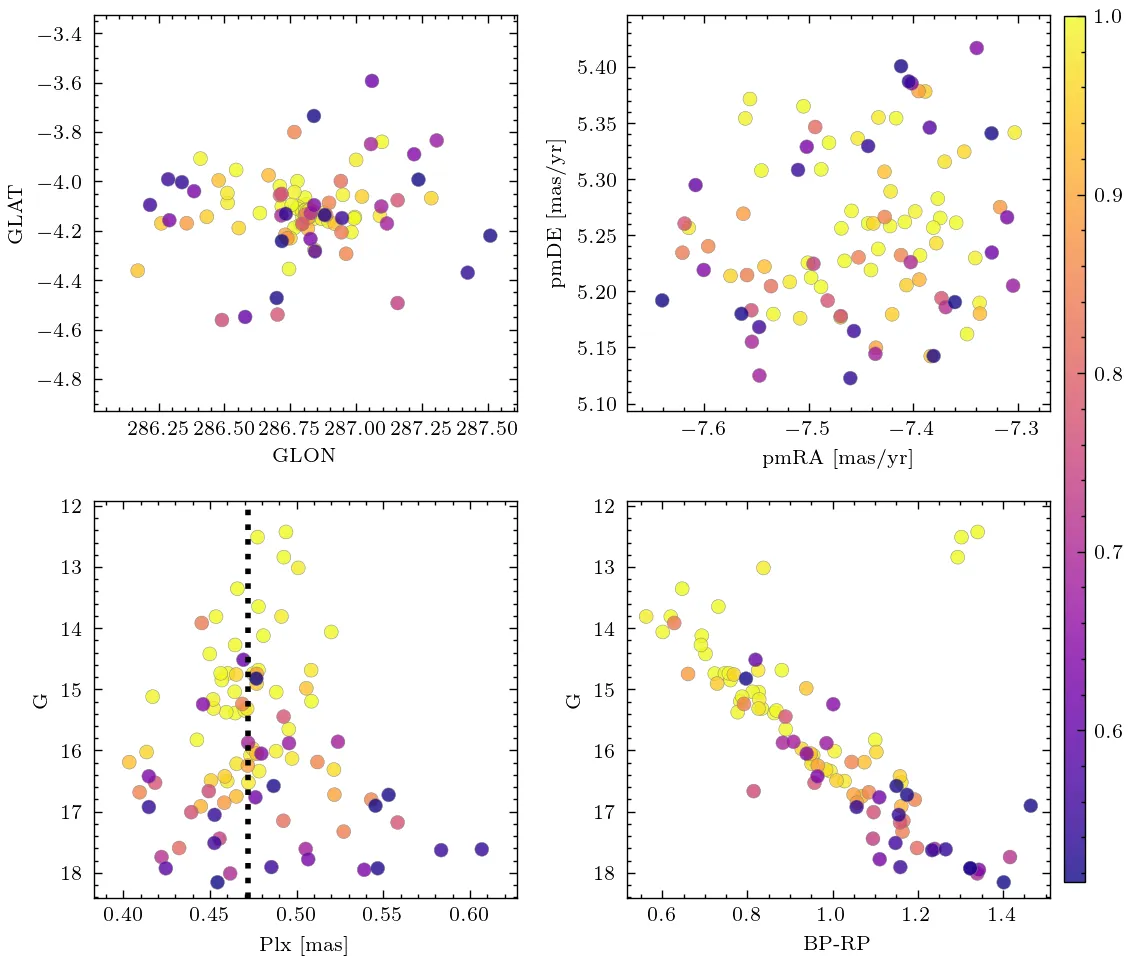 −3.4
−3.6
−3.8
−4.0
−4.2
−4.4
−4.6
−4.8
GLAT
286.25 286.50 286.75 287.00 287.25 287.50
GLON
5.40
5.35
5.30
5.25
5.20
5.15
5.10
pmDE [mas/yr]
−7.6 −7.5 −7.4 −7.3
pmRA [mas/yr]
1.0
0.9
0.8
0.7
0.6
12
13
14
15
16
17
18
G
0.40 0.45 0.50 0.55 0.60
Plx [mas]
12
13
14
15
16
17
18
G
0.6 0.8 1.0 1.2 1.4
BP-RP